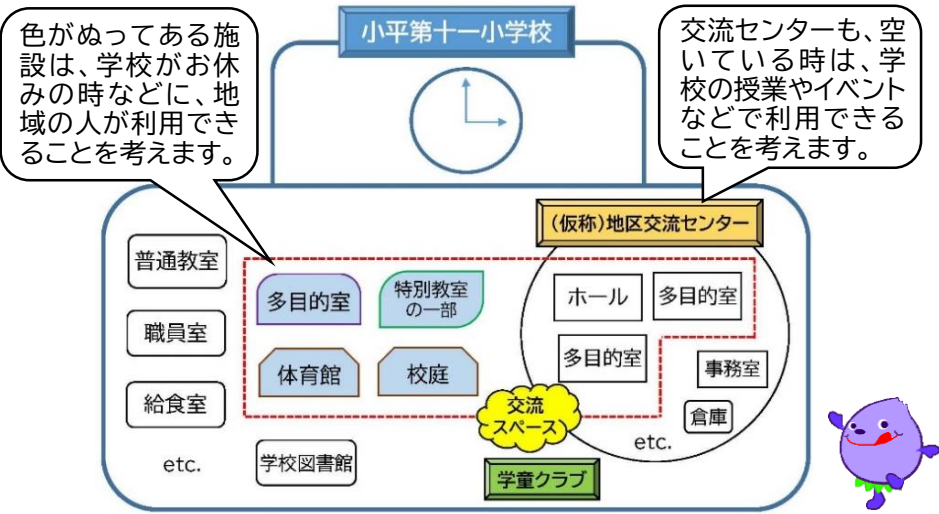 色がぬってある施
設は、学校がお休
みの時などに、地
域の人が利用でき
ることを考えます。
小平第十一小学校
交流センターも、空
いている時は、学
校の授業やイベント
などで利用できる
ことを考えます。
(仮称)地区交流センター
普通教室
職員室
給食室
etc.
多目的室
特別教室
の一部
体育館
校庭
学校図書館
ホール
多目的室
多目的室
事務室
倉庫
etc.
交流
スペース
学童クラブ